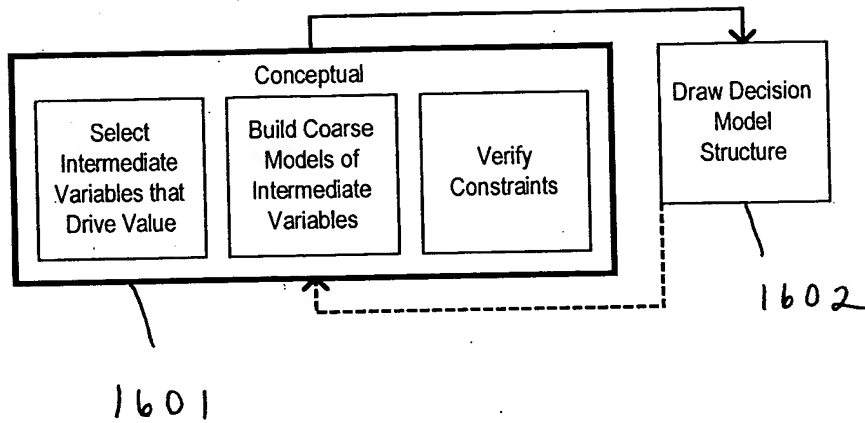 Conceptual
Select
Intermediate
Variables that
Drive Value
Build Coarse
Models of
Intermediate
Variables
Verify
Constraints
Draw Decision
Model
Structure
1602
1601